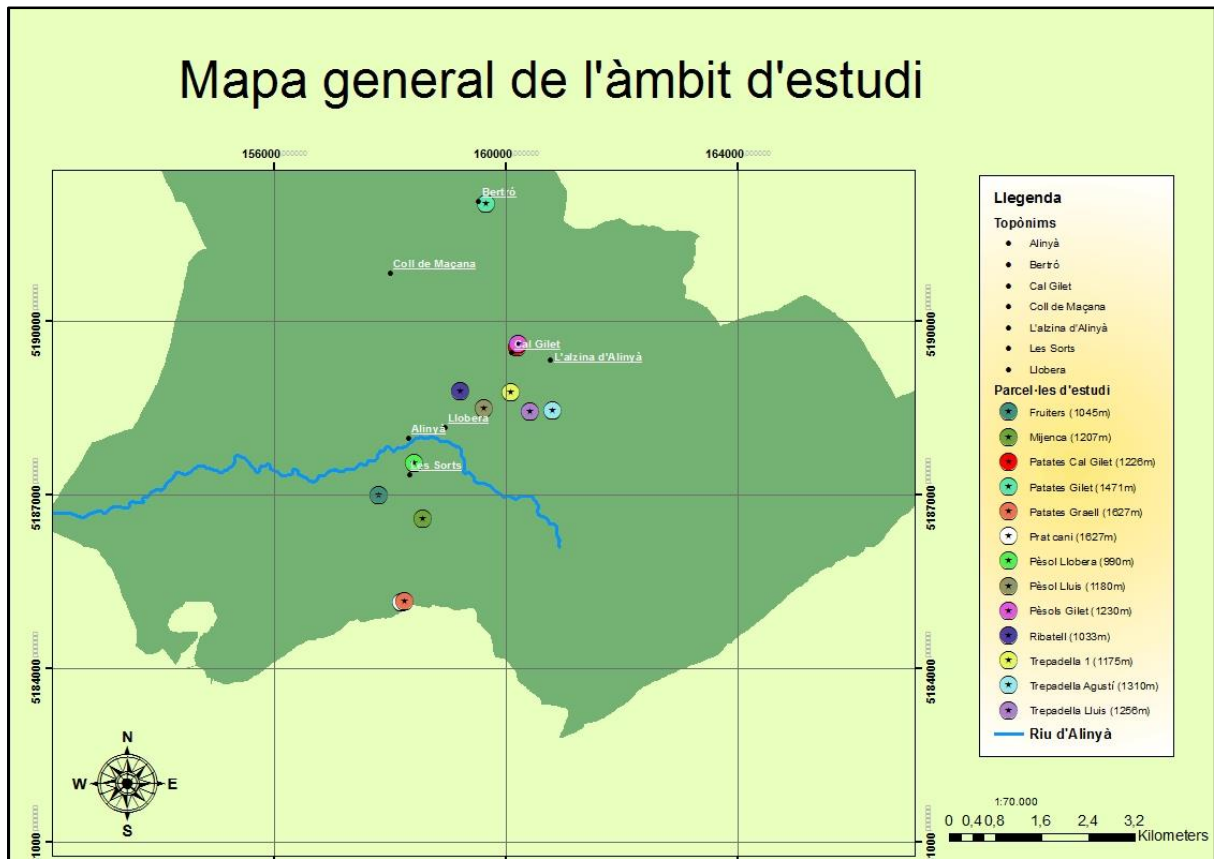 Mapa general de l'àmbit d'estudi
156000
160000
164000
Bertró
Coll de Maçana
5190000
5190000
Cal Gilet
L'alzina d'Alinyà
Llobera
Alinyà
Les Sorts
5187000
5187000
5184000
5184000
N
W
E
S
1000
1000
Llegenda
Topònims
Alinyà
Bertró
Cal Gilet
Coll de Maçana
L'alzina d'Alinyà
Les Sorts
Llobera
Parcel·les d'estudi
Fruiters (1045m)
Mijenca (1207m)
Patates Cal Gilet (1226m)
Patates Gilet (1471m)
Patates Graell (1627m)
Prat cani (1627m)
Pèsol Llobera (990m)
Pèsol Lluis (1180m)
Pèsols Gilet (1230m)
Ribatell (1033m)
Trepadella 1 (1175m)
Trepadella Agustí (1310m)
Trepadella Lluis (1256m)
Riu d'Alinyà
1:70.000
0 0,4 0,8 1,6 2,4 3,2
Kilometers